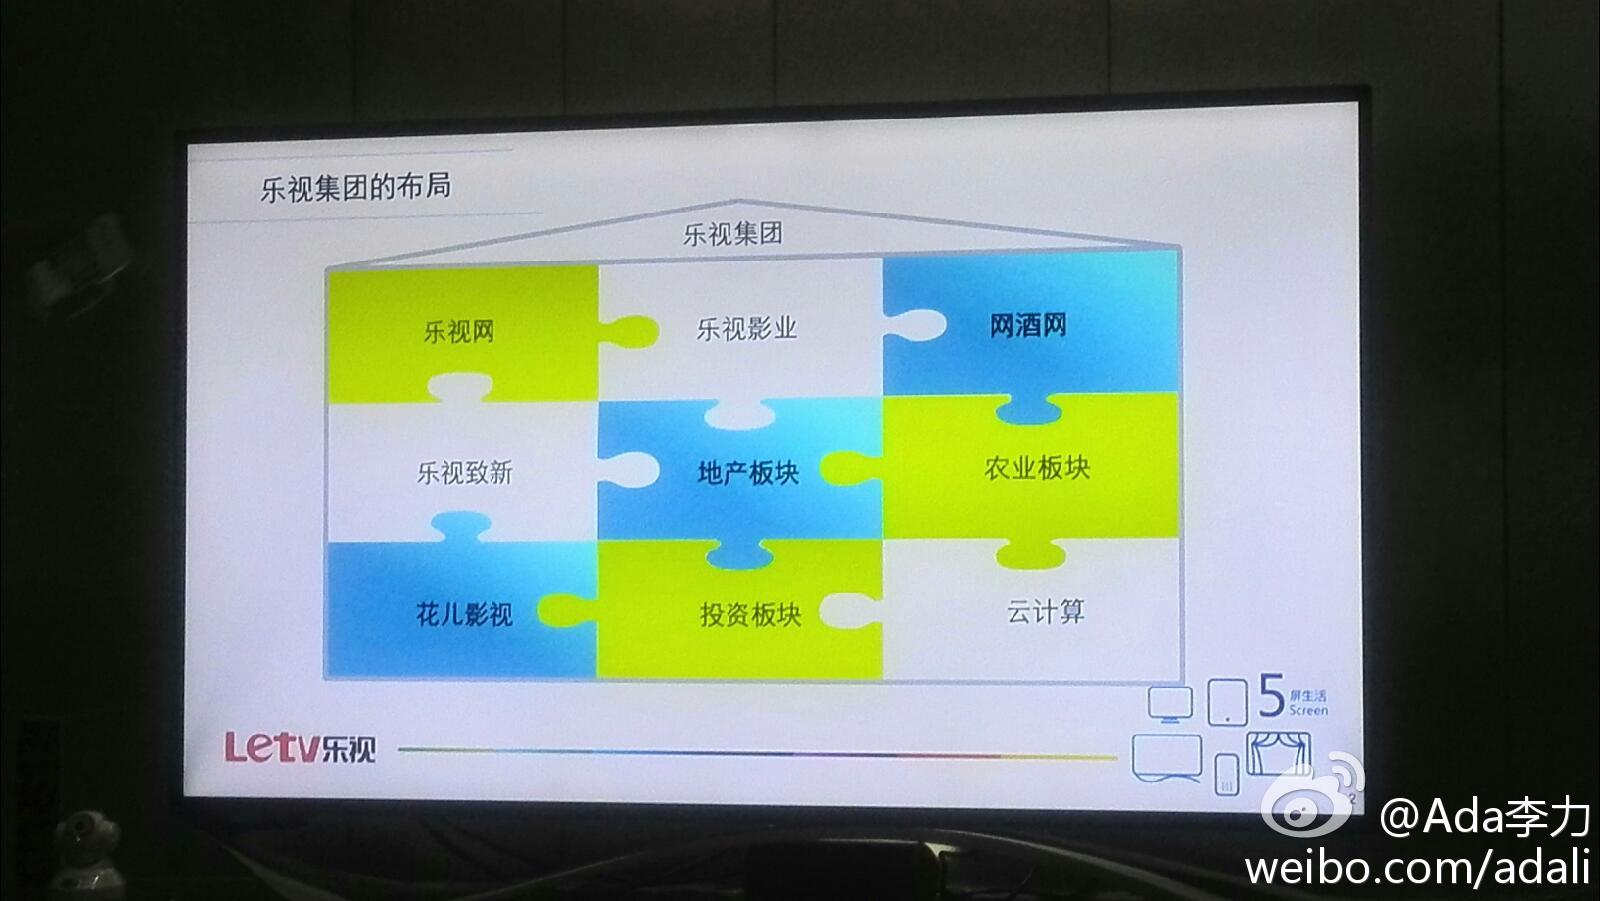 乐视集团的布局
乐视集团
乐视网
乐视影业
网酒网
乐视致新
地产板块
农业板块
花儿影视
投资板块
云计算
5 屏生活
Screen
Letv乐视
2
@Ada李力
weibo.com/adali